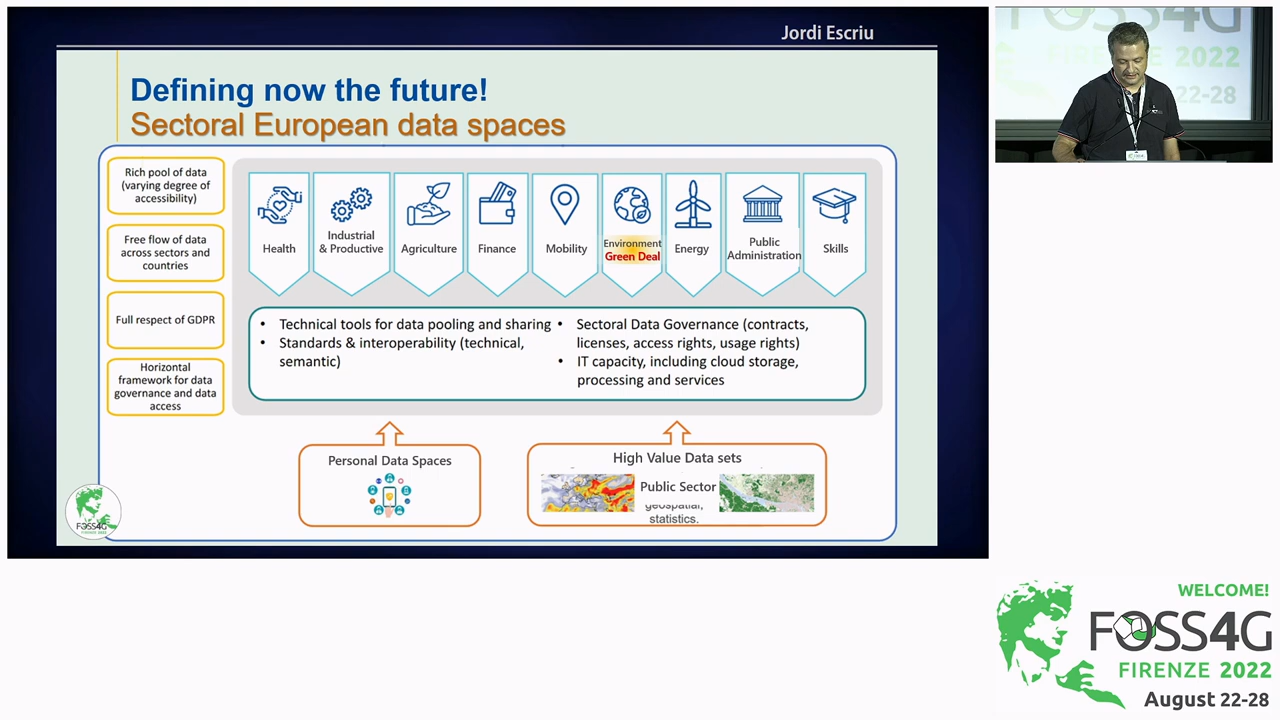 Jordi Escriu
Defining now the future!
Sectoral European data spaces
Rich pool of data
(varying degree of
accessibility)
Free flow of data
across sectors and
countries
Full respect of GDPR
Horizontal
framework for data
governance and data
access
Health
Industrial
& Productive
Agriculture
Finance
Mobility
Environment
Green Deal
Energy
Public
Administration
Skills
• Technical tools for data pooling and sharing
• Standards & interoperability (technical,
semantic)
• Sectoral Data Governance (contracts,
licenses, access rights, usage rights)
• IT capacity, including cloud storage,
processing and services
Personal Data Spaces
High Value Data sets
Public Sector
geospatial,
statistics.
FOSS4G
FIRENZE 2022
FOSS4G
FIRENZE 2022
22-28
WELCOME!
FOSS4G
FIRENZE 2022
August 22-28